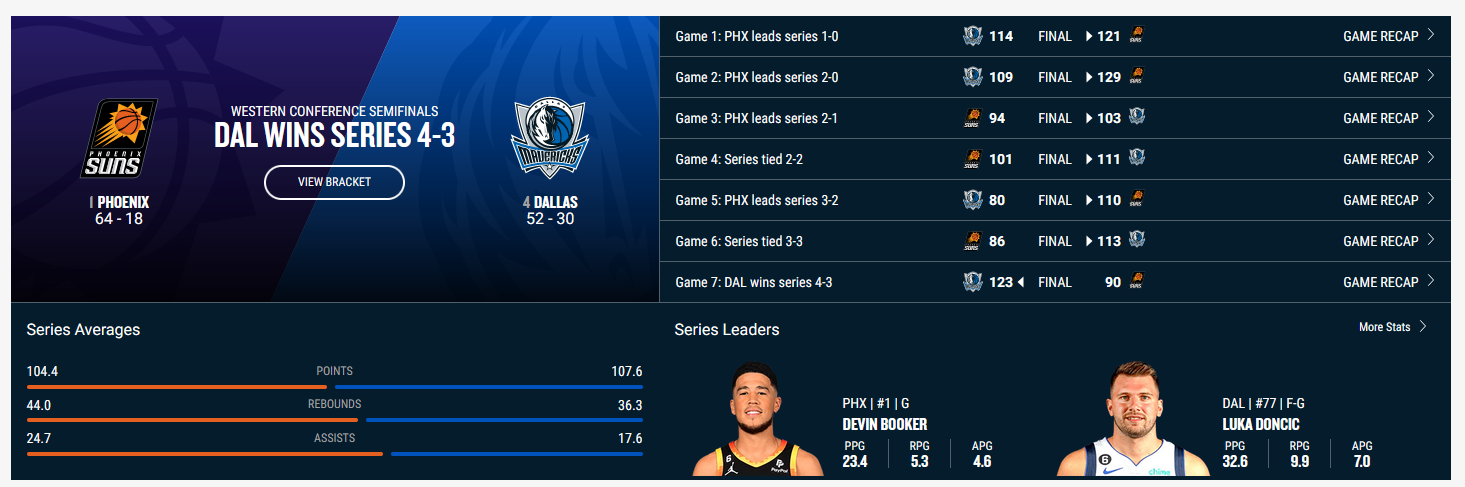 WESTERN CONFERENCE SEMIFINALS
DAL WINS SERIES 4-3
VIEW BRACKET
PHOENIX
SUNS
1 PHOENIX
64 - 18
MAVERICKS
4 DALLAS
52 - 30
Game 1: PHX leads series 1-0 114 FINAL 121 GAME RECAP
Game 2: PHX leads series 2-0 109 FINAL 129 GAME RECAP
Game 3: PHX leads series 2-1 94 FINAL 103 GAME RECAP
Game 4: Series tied 2-2 101 FINAL 111 GAME RECAP
Game 5: PHX leads series 3-2 80 FINAL 110 GAME RECAP
Game 6: Series tied 3-3 86 FINAL 113 GAME RECAP
Game 7: DAL wins series 4-3 123 FINAL 90 GAME RECAP
Series Averages
104.4 POINTS 107.6
44.0 REBOUNDS 36.3
24.7 ASSISTS 17.6
Series Leaders
More Stats
PHX | #1 | G
DEVIN BOOKER
PPG RPG APG
23.4 5.3 4.6
6
PayPal
DAL | #77 | F-G
LUKA DONCIC
PPG RPG APG
32.6 9.9 7.0
6
chime